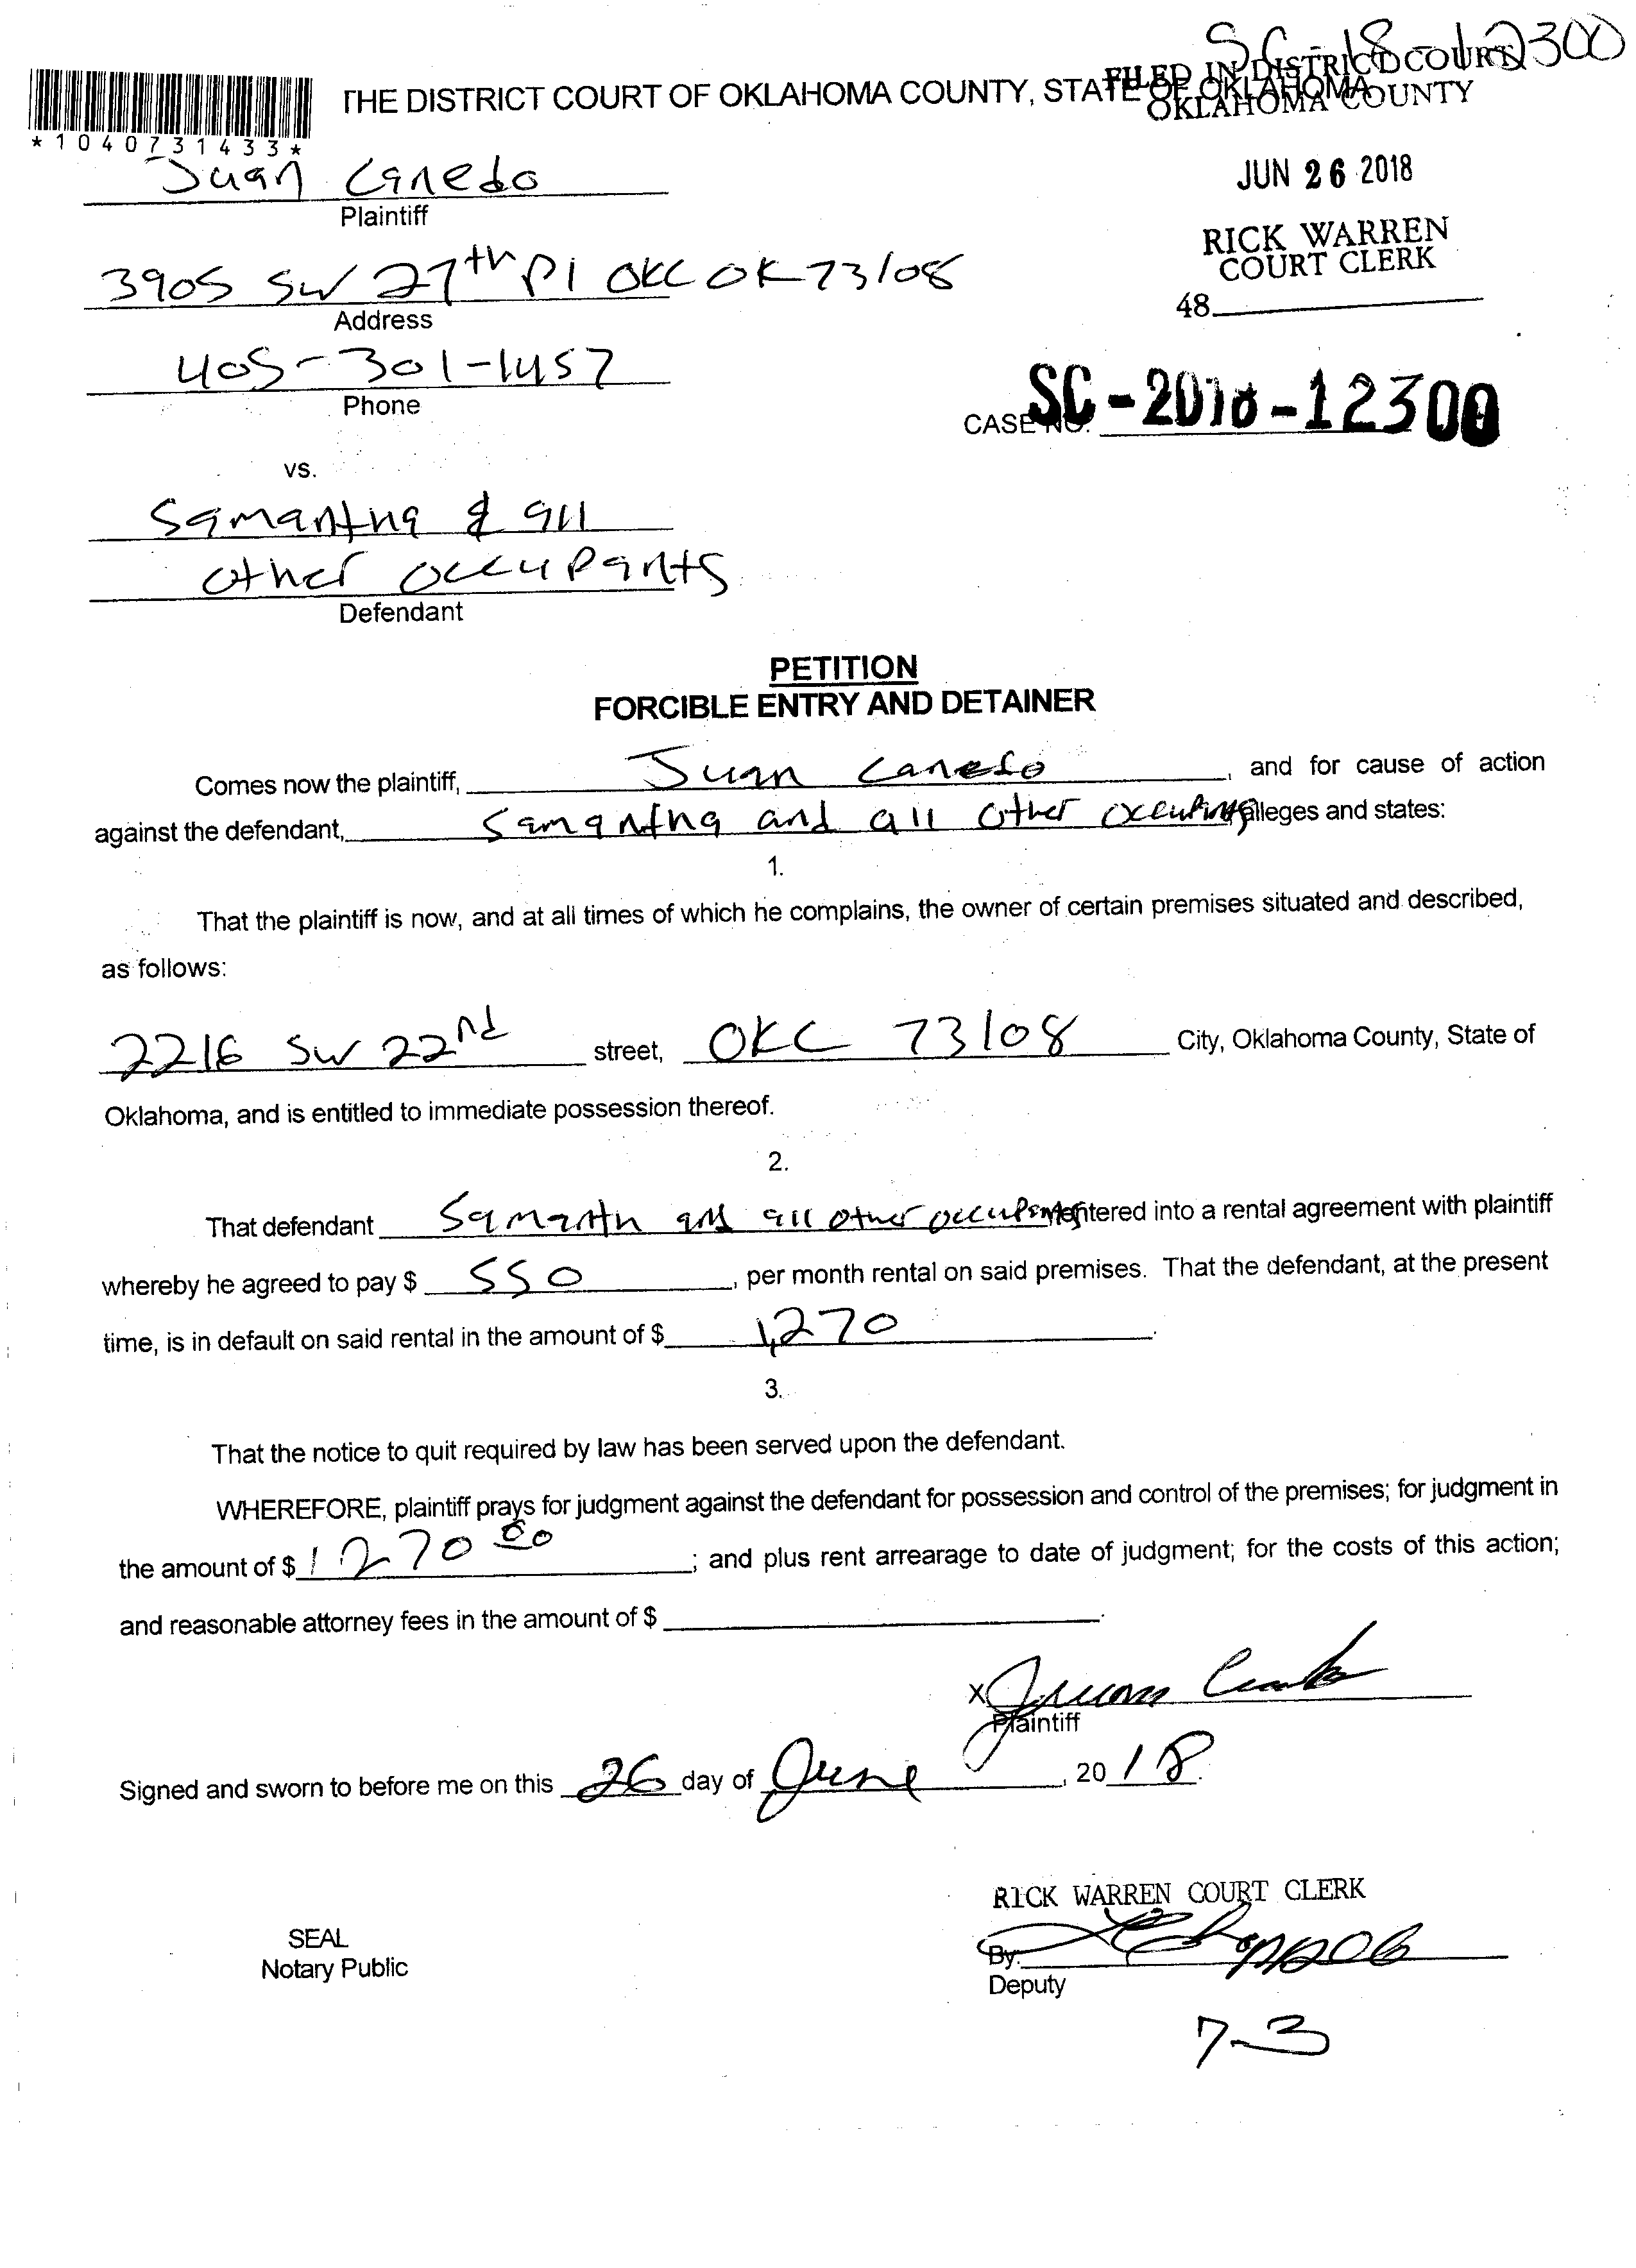 SC-18-12300
THE DISTRICT COURT OF OKLAHOMA COUNTY, STATE OF OKLAHOMA
FILED IN DISTRICT COURT
OKLAHOMA COUNTY
*1040731433*
Juan Canedo
Plaintiff
JUN 26 2018
RICK WARREN
COURT CLERK
3905 SW 27th Pl OKC OK 73108
Address
48
405-301-1457
Phone
CASE NO. SC-2018-12300
vs.
Samantha & all
other occupants
Defendant
PETITION
FORCIBLE ENTRY AND DETAINER
Comes now the plaintiff, Juan Canedo, and for cause of action
against the defendant, Samantha and all other alleges and states:
1.
That the plaintiff is now, and at all times of which he complains, the owner of certain premises situated and described,
as follows:
2216 SW 22nd street, OKC 73108 City, Oklahoma County, State of
Oklahoma, and is entitled to immediate possession thereof.
2.
That defendant and all other occupants entered into a rental agreement with plaintiff
whereby he agreed to pay $ 550, per month rental on said premises. That the defendant, at the present
time, is in default on said rental in the amount of $ 1,270.
3.
That the notice to quit required by law has been served upon the defendant.
WHEREFORE, plaintiff prays for judgment against the defendant for possession and control of the premises; for judgment in
the amount of $ 1270 00; and plus rent arrearage to date of judgment; for the costs of this action;
and reasonable attorney fees in the amount of $
X Juan
Plaintiff
Signed and sworn to before me on this 26 day of June, 2018.
RICK WARREN COURT CLERK
SEAL
Notary Public
By:
Deputy
7-3